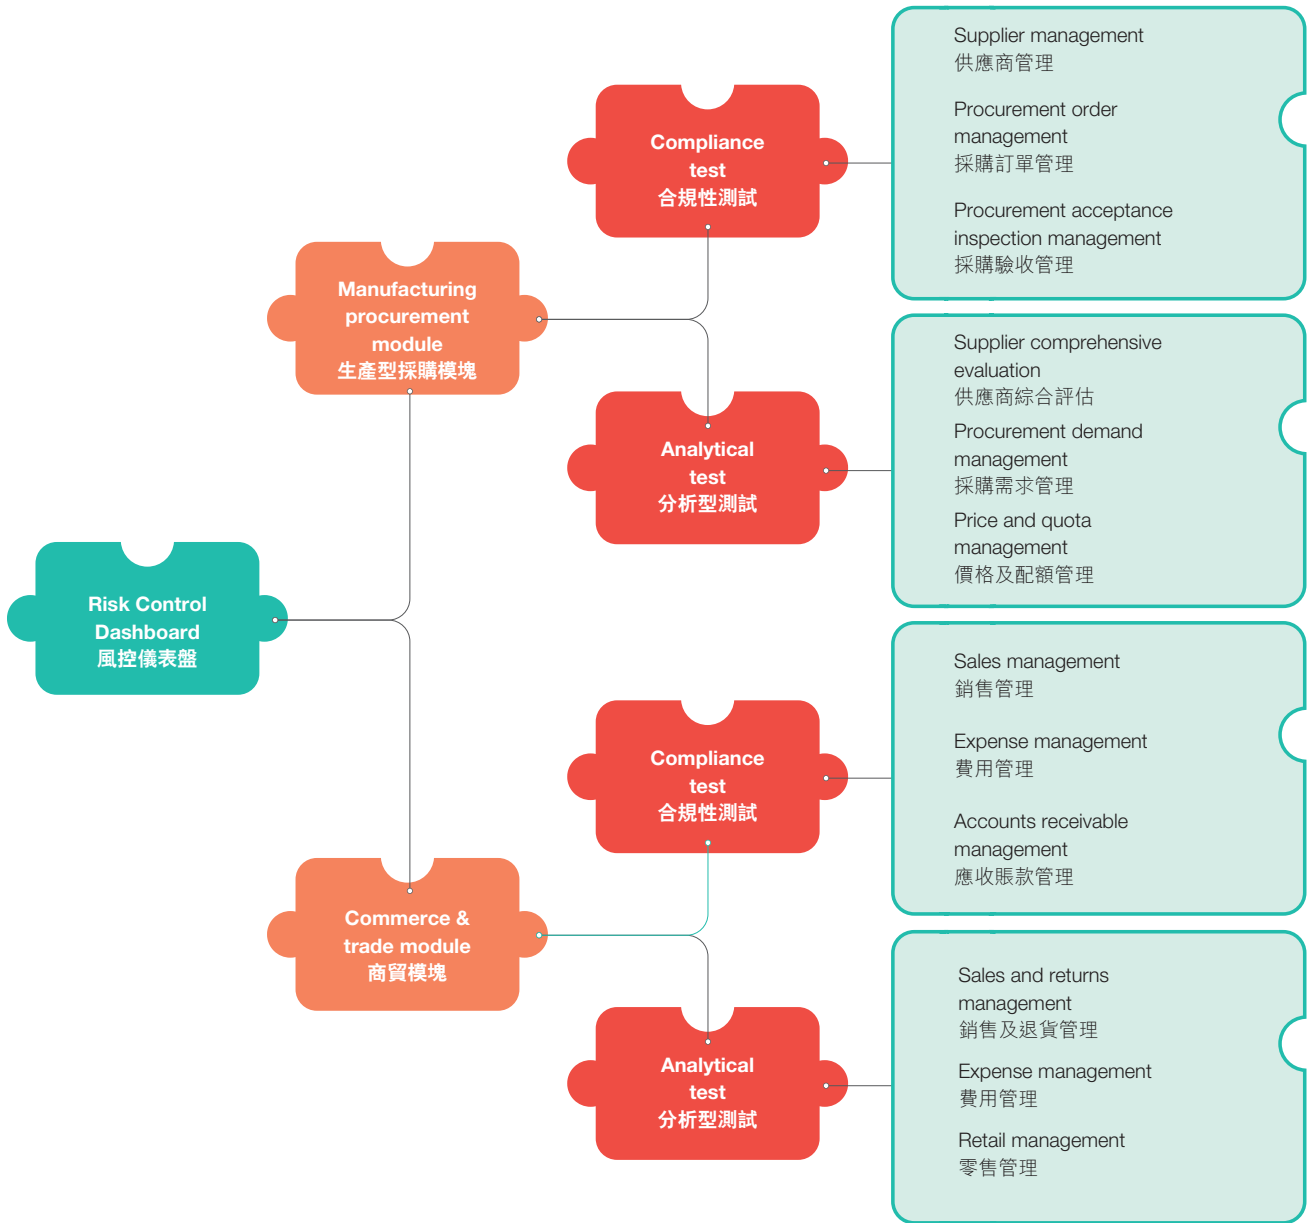 Risk Control
Dashboard
風控儀表盤
Manufacturing
procurement
module
生產型採購模塊
Compliance
test
合規性測試
Supplier management
供應商管理
Procurement order
management
採購訂單管理
Procurement acceptance
inspection management
採購驗收管理
Analytical
test
分析型測試
Supplier comprehensive
evaluation
供應商綜合評估
Procurement demand
management
採購需求管理
Price and quota
management
價格及配額管理
Commerce &
trade module
商貿模塊
Compliance
test
合規性測試
Sales management
銷售管理
Expense management
費用管理
Accounts receivable
management
應收賬款管理
Analytical
test
分析型測試
Sales and returns
management
銷售及退貨管理
Expense management
費用管理
Retail management
零售管理